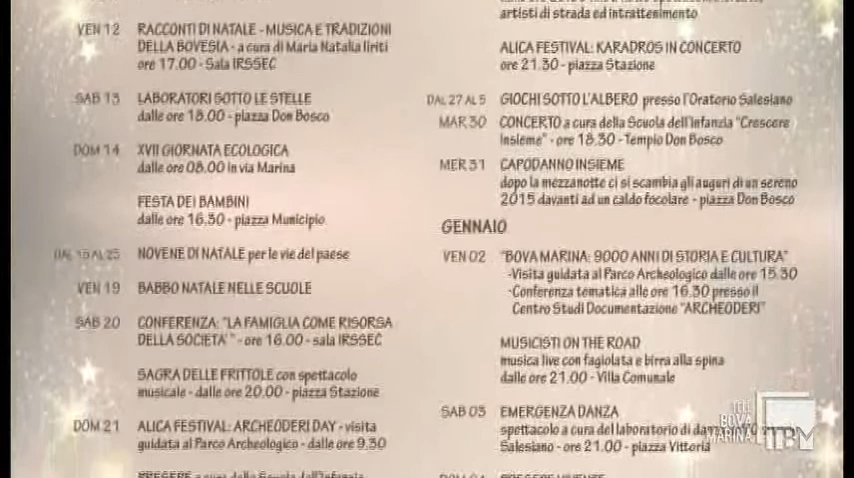 VEN 12 RACCONTI DI NATALE - MUSICA E TRADIZIONI
DELLA BOVESIA - a cura di Maria Natalia Iiriti
ore 17.00 - Sala IRSSEC
SAB 13 LABORATORI SOTTO LE STELLE
dalle ore 18.00 - piazza Don Bosco
DOM 14 XVII GIORNATA ECOLOGICA
dalle ore 08.00 in via Marina
FESTA DEI BAMBINI
dalle ore 16.30 - piazza Municipio
DAL 15 AL 25 NOVENE DI NATALE per le vie del paese
VEN 19 BABBO NATALE NELLE SCUOLE
SAB 20 CONFERENZA: "LA FAMIGLIA COME RISORSA
DELLA SOCIETA' " - ore 16.00 - sala IRSSEC
SAGRA DELLE FRITTOLE con spettacolo
musicale - dalle ore 20.00 - piazza Stazione
DOM 21 ALICA FESTIVAL: ARCHEODERI DAY - visita
guidata al Parco Archeologico - dalle ore 9.30
artisti di strada ed intrattenimento
ALICA FESTIVAL: KARADROS IN CONCERTO
ore 21.30 - piazza Stazione
DAL 27 AL 5 GIOCHI SOTTO L'ALBERO presso l'Oratorio Salesiano
MAR 30 CONCERTO a cura della Scuola dell'Infanzia "Crescere
Insieme" - ore 18.30 - Tempio Don Bosco
MER 31 CAPODANNO INSIEME
dopo la mezzanotte ci si scambia gli auguri di un sereno
2015 davanti ad un caldo focolare - piazza Don Bosco
GENNAIO
VEN 02 "BOVA MARINA: 9000 ANNI DI STORIA E CULTURA"
-Visita guidata al Parco Archeologico dalle ore 15.30
-Conferenza tematica alle ore 16.30 presso il
Centro Studi Documentazione "ARCHEODERI"
MUSICISTI ON THE ROAD
musica live con fagiolata e birra alla spina
dalle ore 21.00 - Villa Comunale
SAB 03 EMERGENZA DANZA
spettacolo a cura del laboratorio di
Salesiano - ore 21.00 - piazza Vittoria
TELE
BOVA
MARINA
TBM